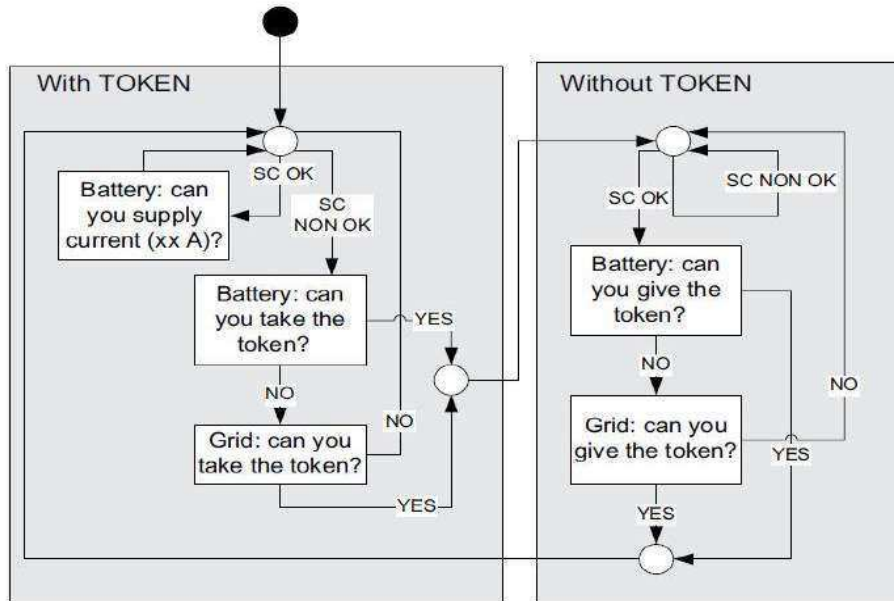 With TOKEN
SC OK
Battery: can
you supply
current (xx A)?
SC
NON OK
Battery: can
you take the
token?
YES
NO
NO
Grid: can you
take the token?
YES
Without TOKEN
SC NON OK
SC OK
Battery: can
you give the
token?
NO
NO
Grid: can you
give the token?
YES
YES